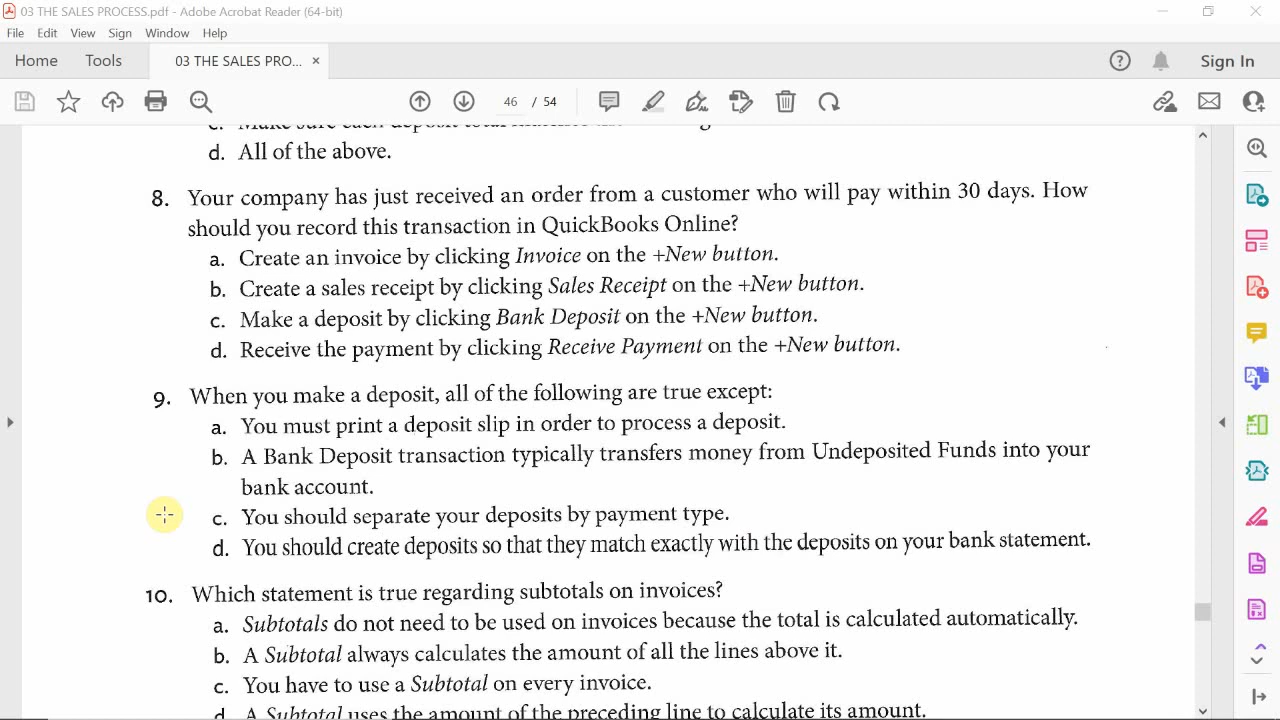 03 THE SALES PROCESS.pdf - Adobe Acrobat Reader (64-bit)
File Edit View Sign Window Help
Home Tools 03 THE SALES PRO... × Sign In
46 / 54
c. Make sure each deposit total
d. All of the above.
8. Your company has just received an order from a customer who will pay within 30 days. How
should you record this transaction in QuickBooks Online?
a. Create an invoice by clicking Invoice on the +New button.
b. Create a sales receipt by clicking Sales Receipt on the +New button.
c. Make a deposit by clicking Bank Deposit on the +New button.
d. Receive the payment by clicking Receive Payment on the +New button.
9. When you make a deposit, all of the following are true except:
a. You must print a deposit slip in order to process a deposit.
b. A Bank Deposit transaction typically transfers money from Undeposited Funds into your
bank account.
c. You should separate your deposits by payment type.
d. You should create deposits so that they match exactly with the deposits on your bank statement.
10. Which statement is true regarding subtotals on invoices?
a. Subtotals do not need to be used on invoices because the total is calculated automatically.
b. A Subtotal always calculates the amount of all the lines above it.
c. You have to use a Subtotal on every invoice.
d. A Subtotal uses the amount of the preceding line to calculate its amount.